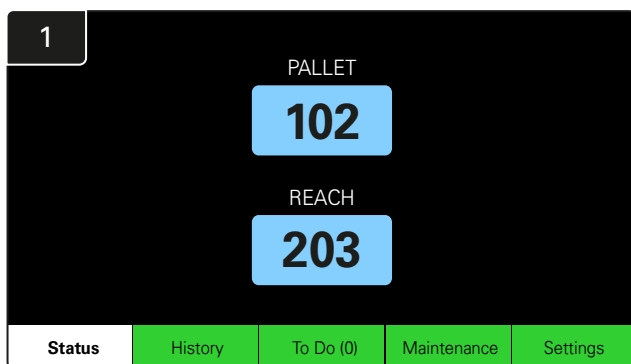 1
PALLET
102
REACH
203
Status History To Do (0) Maintenance Settings